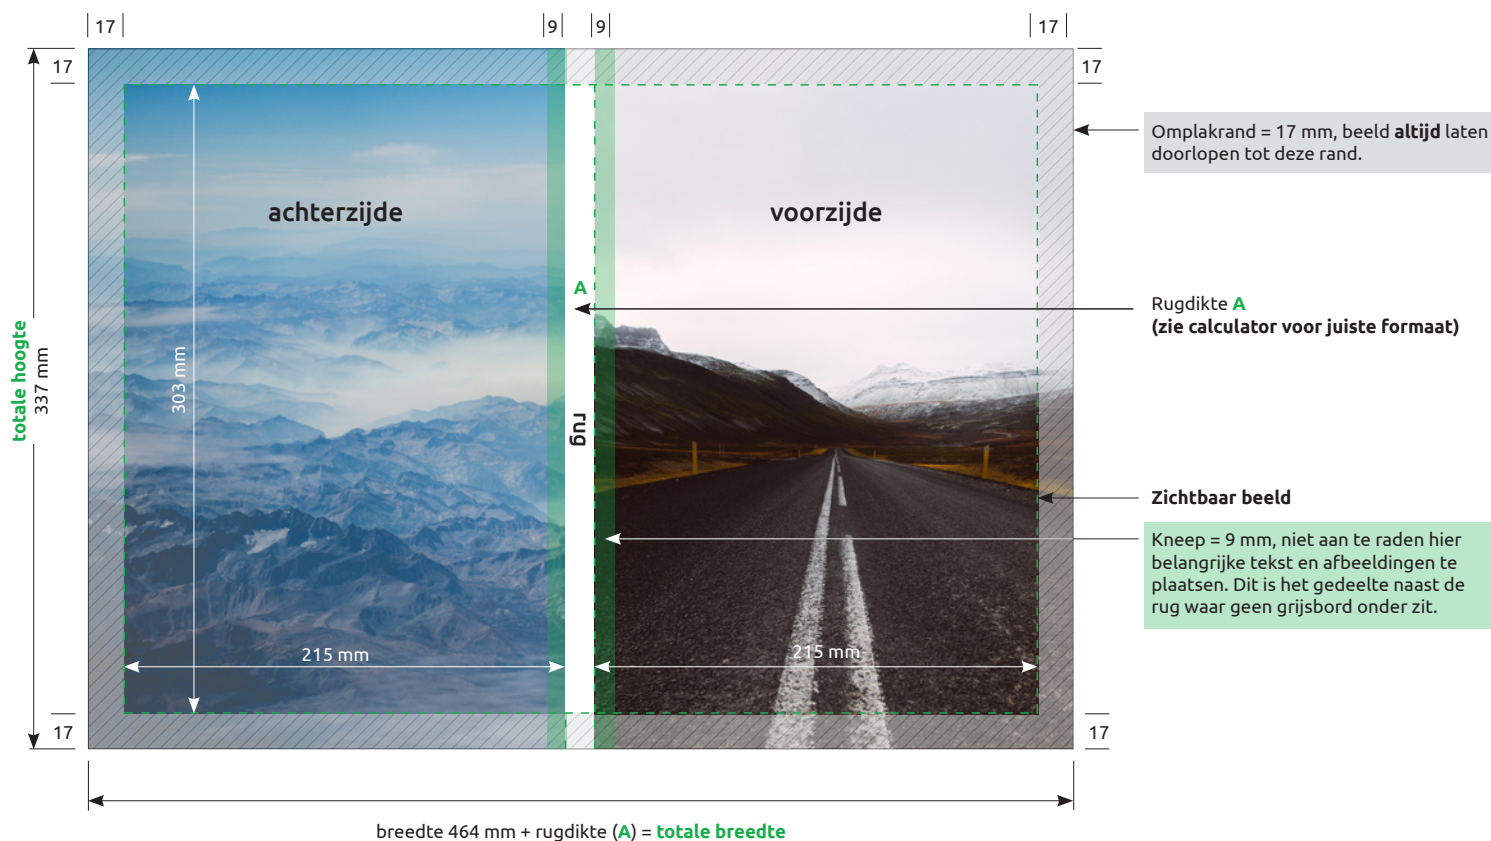 17
9
9
17
17
17
Omplakrand = 17 mm, beeld altijd laten
doorlopen tot deze rand.
achterzijde
voorzijde
A
Rugdikte A
(zie calculator voor juiste formaat)
totale hoogte
337 mm
303 mm
rug
Zichtbaar beeld
Kneep = 9 mm, niet aan te raden hier
belangrijke tekst en afbeeldingen te
plaatsen. Dit is het gedeelte naast de
rug waar geen grijsbord onder zit.
215 mm
215 mm
17
17
breedte 464 mm + rugdikte (A) = totale breedte